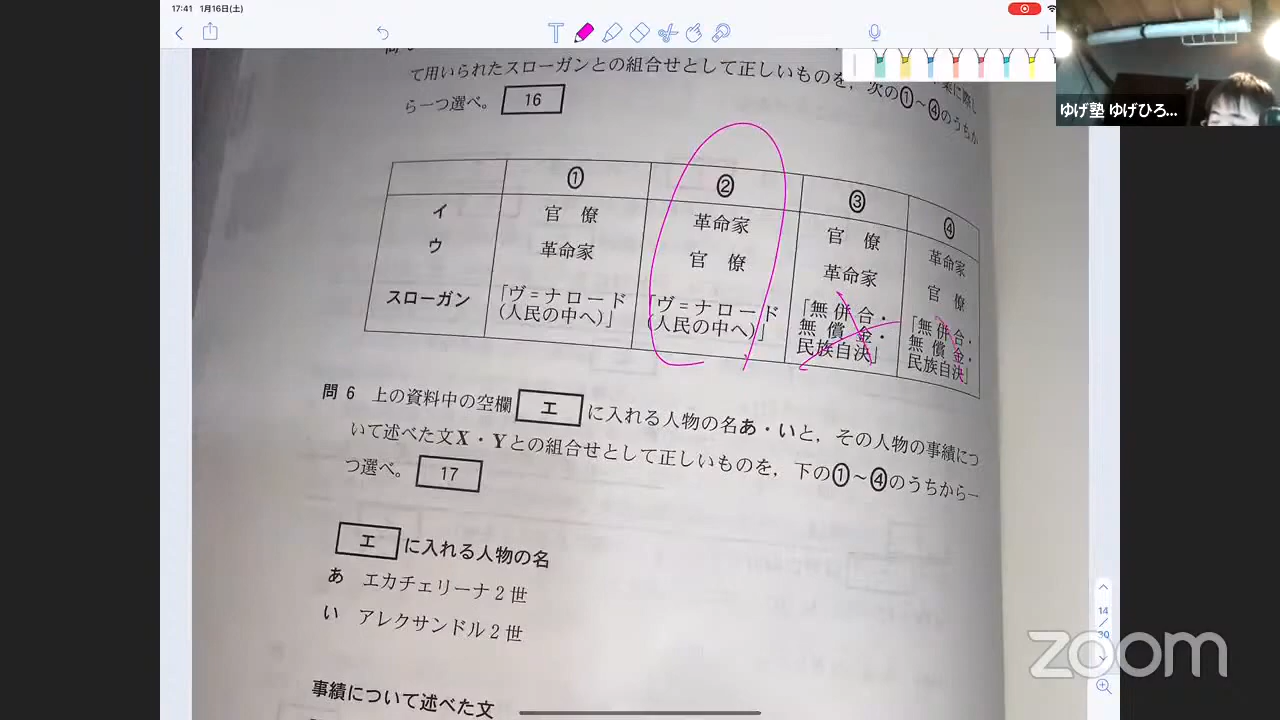 17:41 1月16日(土)
て用いられたスローガンとの組合せとして正しいものを，次の①〜④のうちか
ら一つ選べ。 16
① ② ③ ④
イ 官僚 革命家 官僚 革命家
ウ 革命家 官僚 革命家 官僚
スローガン 「ヴ＝ナロード（人民の中へ）」 「ヴ＝ナロード（人民の中へ）」 「無併合・無償金・民族自決」 「無併合・無償金・民族自決」
問6 上の資料中の空欄 エ に入れる人物の名あ・いと，その人物の事績につ
いて述べた文X・Yとの組合せとして正しいものを，下の①〜④のうちから一
つ選べ。 17
エ に入れる人物の名
あ エカチェリーナ2世
い アレクサンドル2世
事績について述べた文
ゆげ塾 ゆげひろ...
14
/
30
zoom